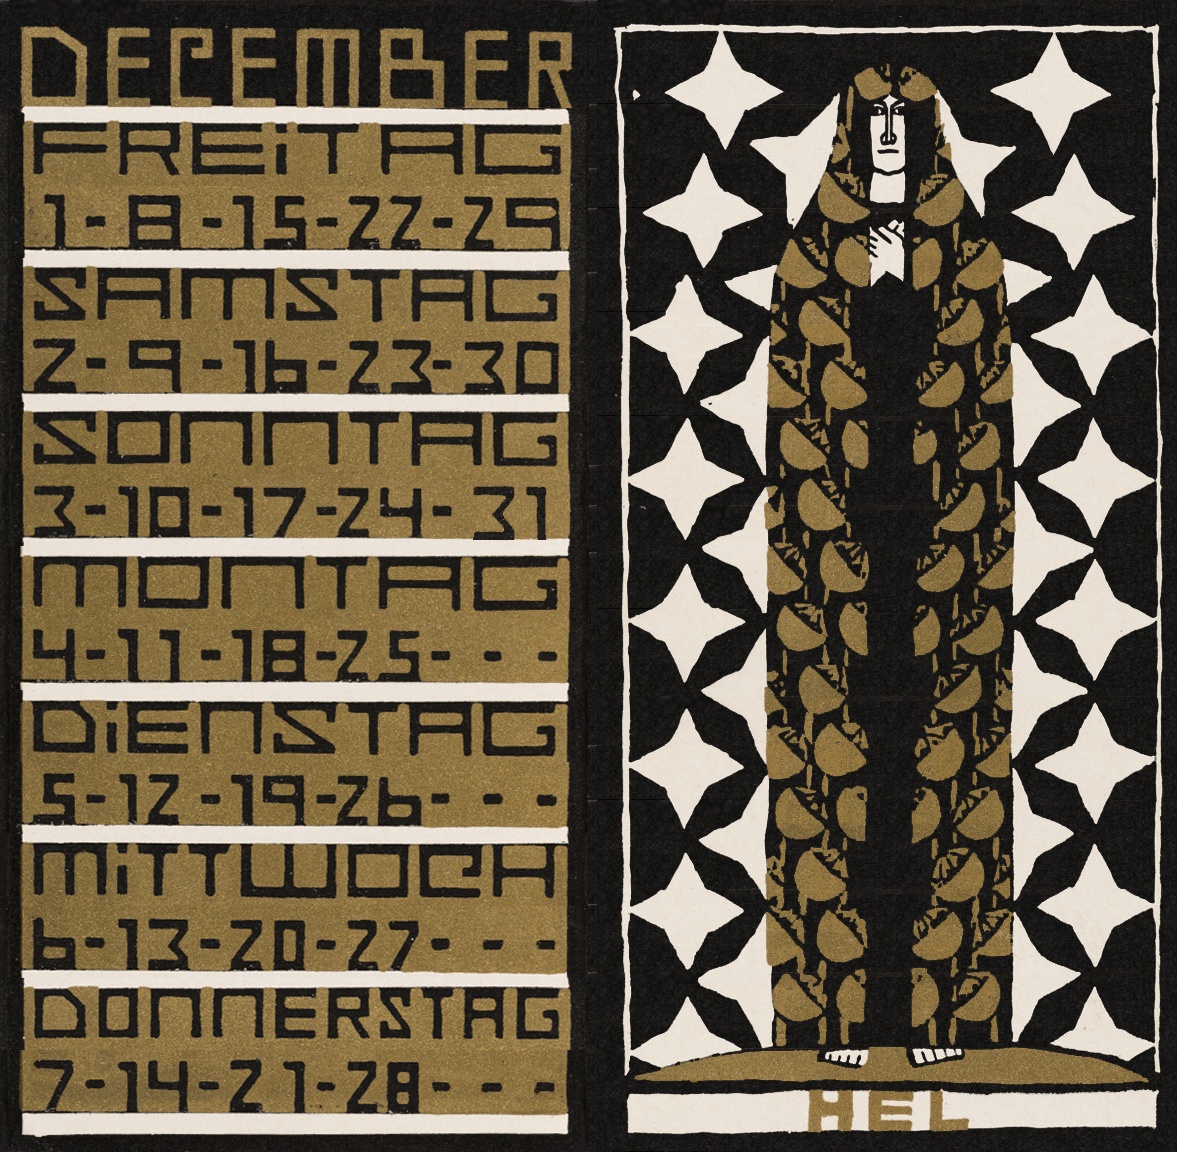 DECEMBER
FREiTAG
1-8-15-22-29
SAMSTAG
2-9-16-23-30
SONNTAG
3-10-17-24-31
MONTAG
4-11-18-25- - -
DiENSTAG
5-12-19-26- - -
MiTTWOCH
6-13-20-27- - -
DONNERSTAG
7-14-21-28- - -
HEL